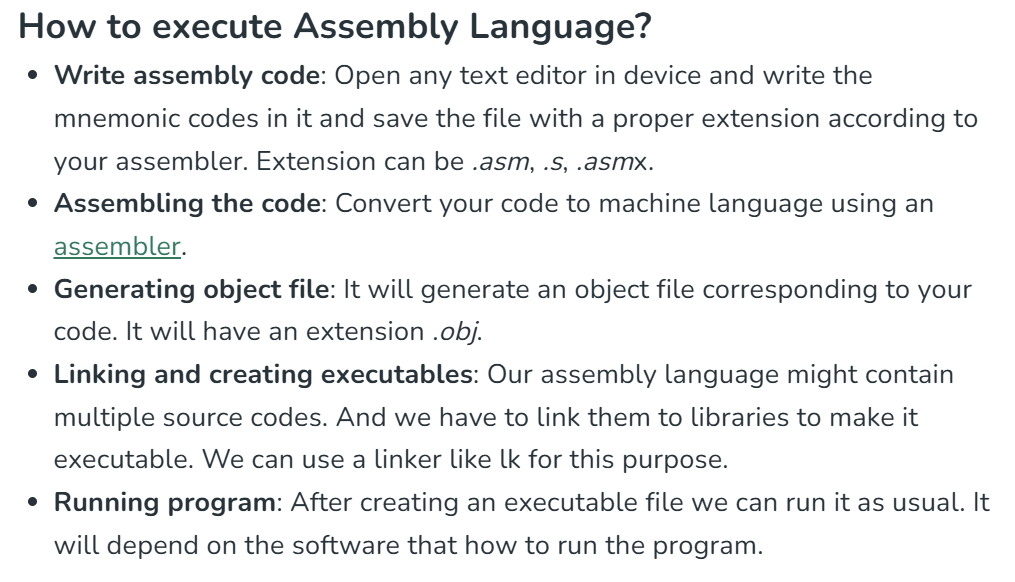 How to execute Assembly Language?
• Write assembly code: Open any text editor in device and write the
mnemonic codes in it and save the file with a proper extension according to
your assembler. Extension can be .asm, .s, .asmx.
• Assembling the code: Convert your code to machine language using an
assembler.
• Generating object file: It will generate an object file corresponding to your
code. It will have an extension .obj.
• Linking and creating executables: Our assembly language might contain
multiple source codes. And we have to link them to libraries to make it
executable. We can use a linker like lk for this purpose.
• Running program: After creating an executable file we can run it as usual. It
will depend on the software that how to run the program.